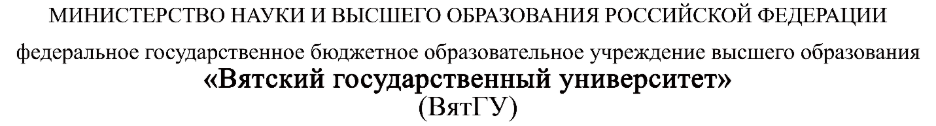 МИНИСТЕРСТВО НАУКИ И ВЫСШЕГО ОБРАЗОВАНИЯ РОССИЙСКОЙ ФЕДЕРАЦИИ
федеральное государственное бюджетное образовательное учреждение высшего образования
«Вятский государственный университет»
(ВятГУ)